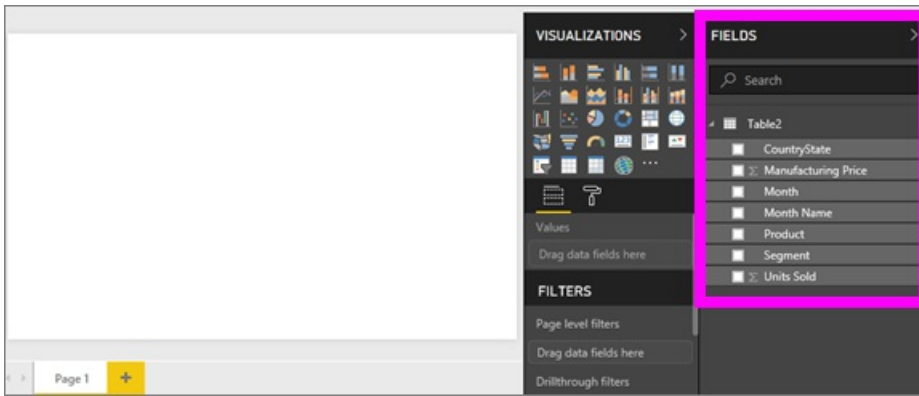 VISUALIZATIONS
FIELDS
Search
Table2
CountryState
Σ Manufacturing Price
Month
Month Name
Product
Segment
Σ Units Sold
123
Values
Drag data fields here
FILTERS
Page level filters
Drag data fields here
Drillthrough filters
Page 1